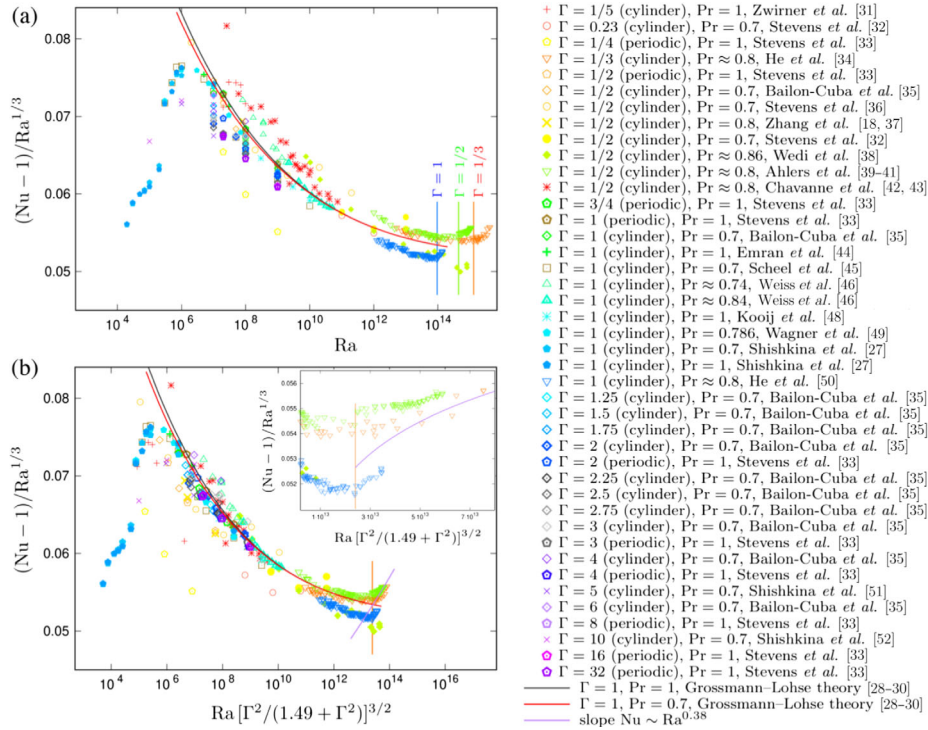 (a)
0.08
0.07
0.06
0.05
(Nu − 1)/Ra^{1/3}
Γ = 1
Γ = 1/2
Γ = 1/3
10^4
10^6
10^8
10^{10}
10^{12}
10^{14}
10^{16}
Ra
(b)
0.08
0.07
0.06
0.05
(Nu − 1)/Ra^{1/3}
10^4
10^6
10^8
10^{10}
10^{12}
10^{14}
10^{16}
Ra [Γ^2/(1.49 + Γ^2)]^{3/2}
0.056
0.055
0.054
0.053
0.052
(Nu − 1)/Ra^{1/3}
1·10^{13}
3·10^{13}
5·10^{13}
7·10^{13}
Ra [Γ^2/(1.49 + Γ^2)]^{3/2}
Γ = 1/5 (cylinder), Pr = 1, Zwirner et al. [31]
Γ = 0.23 (cylinder), Pr = 0.7, Stevens et al. [32]
Γ = 1/4 (periodic), Pr = 1, Stevens et al. [33]
Γ = 1/3 (cylinder), Pr ≈ 0.8, He et al. [34]
Γ = 1/2 (periodic), Pr = 1, Stevens et al. [33]
Γ = 1/2 (cylinder), Pr = 0.7, Bailon-Cuba et al. [35]
Γ = 1/2 (cylinder), Pr = 0.7, Stevens et al. [36]
Γ = 1/2 (cylinder), Pr = 0.8, Zhang et al. [18, 37]
Γ = 1/2 (cylinder), Pr = 0.7, Stevens et al. [32]
Γ = 1/2 (cylinder), Pr ≈ 0.86, Wedi et al. [38]
Γ = 1/2 (cylinder), Pr ≈ 0.8, Ahlers et al. [39–41]
Γ = 1/2 (cylinder), Pr ≈ 0.8, Chavanne et al. [42, 43]
Γ = 3/4 (periodic), Pr = 1, Stevens et al. [33]
Γ = 1 (periodic), Pr = 1, Stevens et al. [33]
Γ = 1 (cylinder), Pr = 0.7, Bailon-Cuba et al. [35]
Γ = 1 (cylinder), Pr = 1, Emran et al. [44]
Γ = 1 (cylinder), Pr = 0.7, Scheel et al. [45]
Γ = 1 (cylinder), Pr ≈ 0.74, Weiss et al. [46]
Γ = 1 (cylinder), Pr ≈ 0.84, Weiss et al. [46]
Γ = 1 (cylinder), Pr = 1, Kooij et al. [48]
Γ = 1 (cylinder), Pr = 0.786, Wagner et al. [49]
Γ = 1 (cylinder), Pr = 0.7, Shishkina et al. [27]
Γ = 1 (cylinder), Pr = 1, Shishkina et al. [27]
Γ = 1 (cylinder), Pr ≈ 0.8, He et al. [50]
Γ = 1.25 (cylinder), Pr = 0.7, Bailon-Cuba et al. [35]
Γ = 1.5 (cylinder), Pr = 0.7, Bailon-Cuba et al. [35]
Γ = 1.75 (cylinder), Pr = 0.7, Bailon-Cuba et al. [35]
Γ = 2 (cylinder), Pr = 0.7, Bailon-Cuba et al. [35]
Γ = 2 (periodic), Pr = 1, Stevens et al. [33]
Γ = 2.25 (cylinder), Pr = 0.7, Bailon-Cuba et al. [35]
Γ = 2.5 (cylinder), Pr = 0.7, Bailon-Cuba et al. [35]
Γ = 2.75 (cylinder), Pr = 0.7, Bailon-Cuba et al. [35]
Γ = 3 (cylinder), Pr = 0.7, Bailon-Cuba et al. [35]
Γ = 3 (periodic), Pr = 1, Stevens et al. [33]
Γ = 4 (cylinder), Pr = 0.7, Bailon-Cuba et al. [35]
Γ = 4 (periodic), Pr = 1, Stevens et al. [33]
Γ = 5 (cylinder), Pr = 0.7, Shishkina et al. [51]
Γ = 6 (cylinder), Pr = 0.7, Bailon-Cuba et al. [35]
Γ = 8 (periodic), Pr = 1, Stevens et al. [33]
Γ = 10 (cylinder), Pr = 0.7, Shishkina et al. [52]
Γ = 16 (periodic), Pr = 1, Stevens et al. [33]
Γ = 32 (periodic), Pr = 1, Stevens et al. [33]
Γ = 1, Pr = 1, Grossmann–Lohse theory [28–30]
Γ = 1, Pr = 0.7, Grossmann–Lohse theory [28–30]
slope Nu ~ Ra^{0.38}